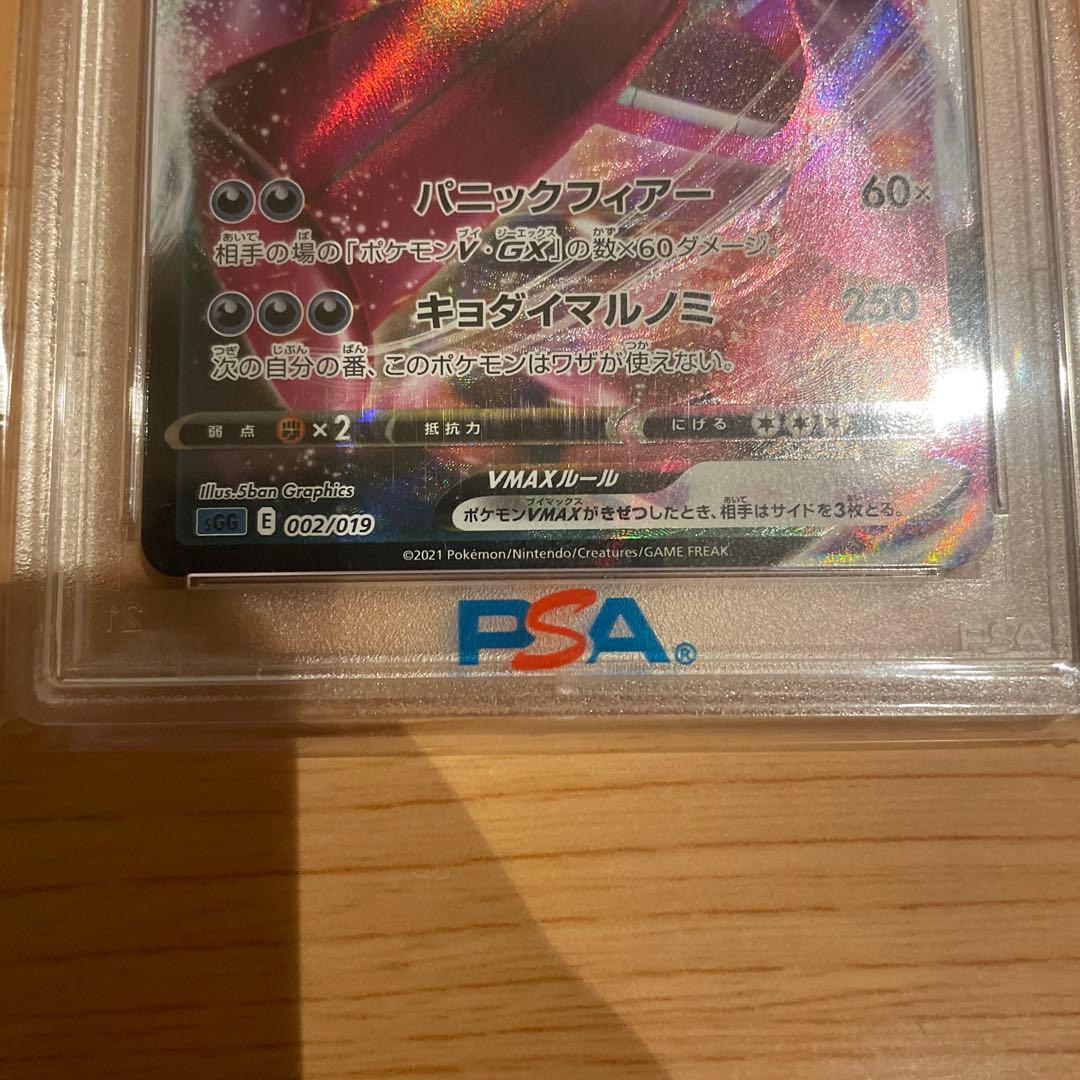 パニックフィアー 60×
相手の場の「ポケモンV・GX」の数×60ダメージ。
キョダイマルノミ 250
次の自分の番、このポケモンはワザが使えない。
弱点 ×2 抵抗力 にげる
VMAXルール
ポケモンVMAXがきぜつしたとき、相手はサイドを3枚とる。
Illus.5ban Graphics
sGG E 002/019
©2021 Pokémon/Nintendo/Creatures/GAME FREAK.
PSA®
PSA